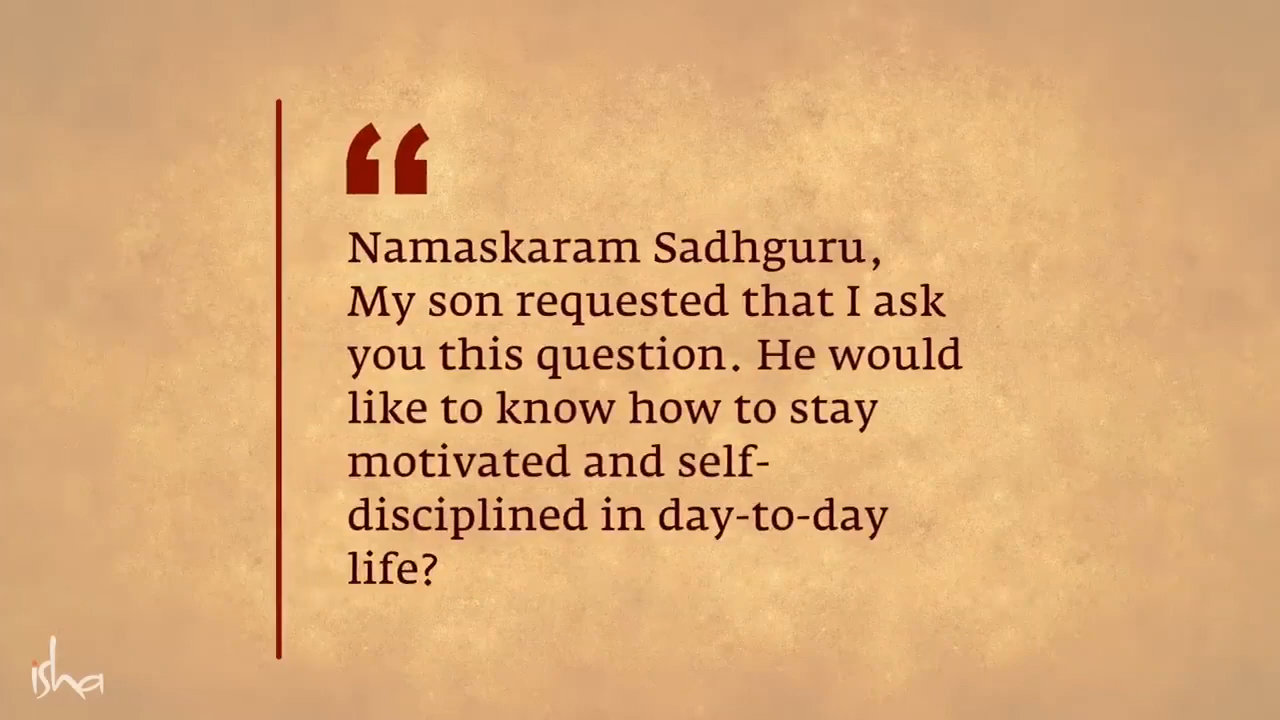 “
Namaskaram Sadhguru,
My son requested that I ask
you this question. He would
like to know how to stay
motivated and self-
disciplined in day-to-day
life?
isha